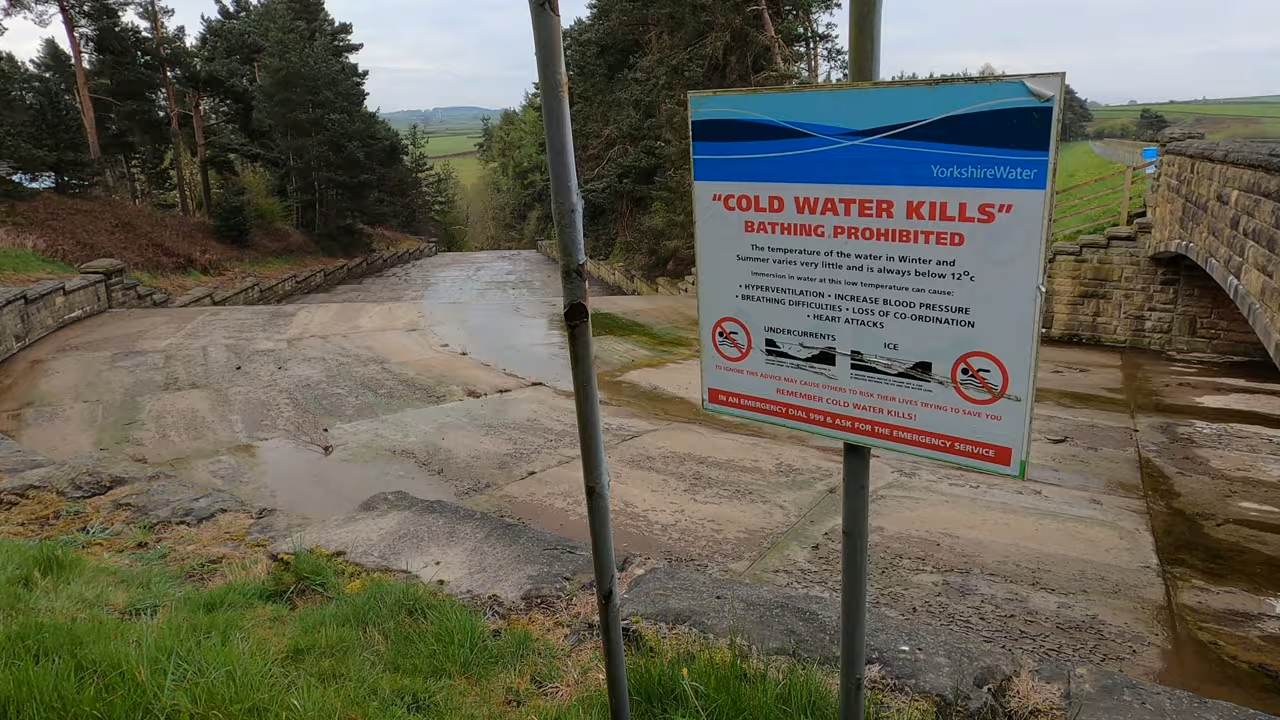 YorkshireWater
"COLD WATER KILLS"
BATHING PROHIBITED
The temperature of the water in Winter and
Summer varies very little and is always below 12°c
Immersion in water at this low temperature can cause:
• HYPERVENTILATION • INCREASE BLOOD PRESSURE
• BREATHING DIFFICULTIES • LOSS OF CO-ORDINATION
• HEART ATTACKS
UNDERCURRENTS ICE
TO IGNORE THIS ADVICE MAY CAUSE OTHERS TO RISK THEIR LIVES TRYING TO SAVE YOU
REMEMBER COLD WATER KILLS!
IN AN EMERGENCY DIAL 999 & ASK FOR THE EMERGENCY SERVICE